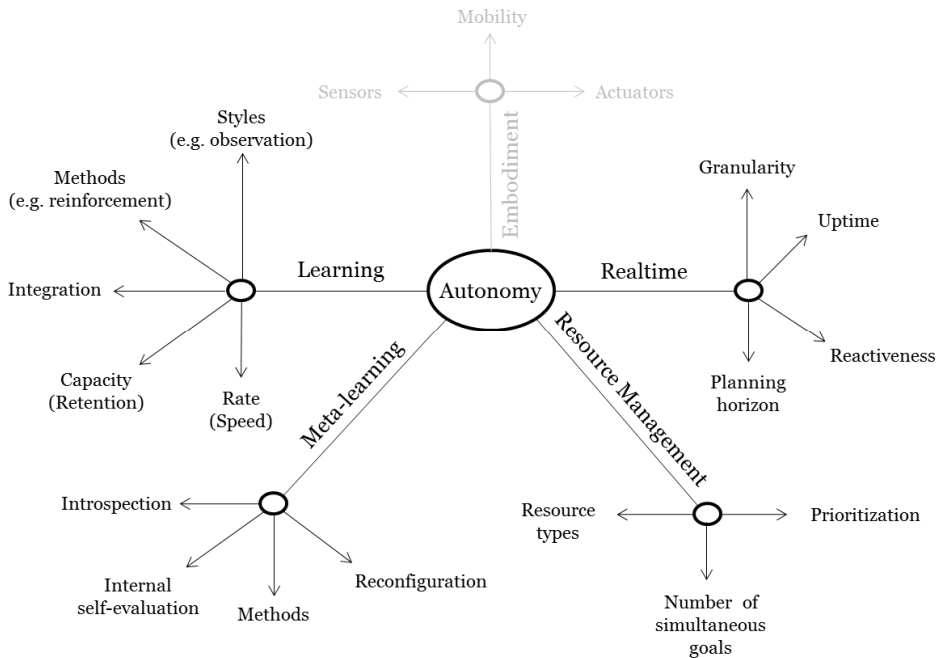 Mobility
Sensors
Actuators
Embodiment
Styles
(e.g. observation)
Methods
(e.g. reinforcement)
Integration
Capacity
(Retention)
Rate
(Speed)
Learning
Autonomy
Realtime
Granularity
Uptime
Reactiveness
Planning
horizon
Meta-learning
Introspection
Internal
self-evaluation
Methods
Reconfiguration
Resource Management
Resource
types
Prioritization
Number of
simultaneous
goals